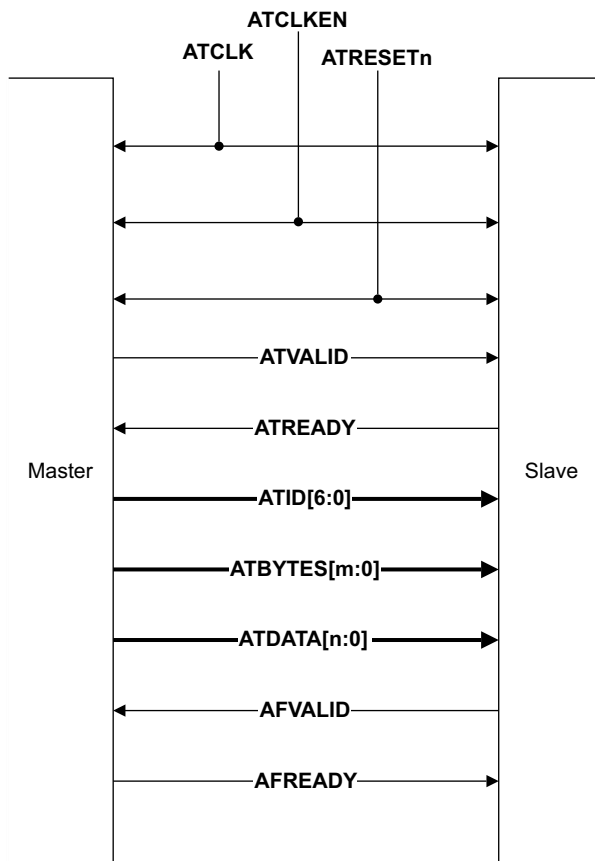 ATCLKEN
ATCLK
ATRESETn
ATVALID
ATREADY
Master
Slave
ATID[6:0]
ATBYTES[m:0]
ATDATA[n:0]
AFVALID
AFREADY